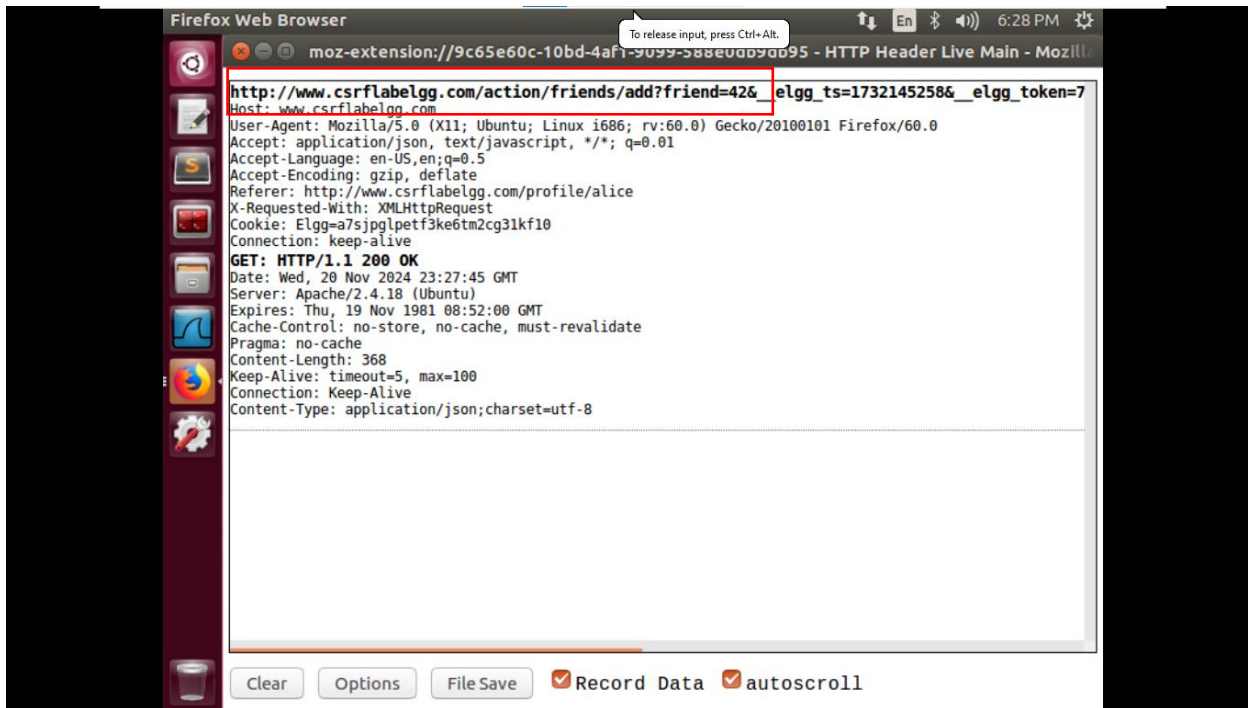 Firefox Web Browser
En
6:28 PM
To release input, press Ctrl+Alt.
moz-extension://9c65e60c-10bd-4af1-9099-588e0db9db95 - HTTP Header Live Main - Mozilla
http://www.csrflabelgg.com/action/friends/add?friend=42&__elgg_ts=1732145258&__elgg_token=7
Host: www.csrflabelgg.com
User-Agent: Mozilla/5.0 (X11; Ubuntu; Linux i686; rv:60.0) Gecko/20100101 Firefox/60.0
Accept: application/json, text/javascript, */*; q=0.01
Accept-Language: en-US,en;q=0.5
Accept-Encoding: gzip, deflate
Referer: http://www.csrflabelgg.com/profile/alice
X-Requested-With: XMLHttpRequest
Cookie: Elgg=a7sjpglpetf3ke6tm2cg31kf10
Connection: keep-alive
GET: HTTP/1.1 200 OK
Date: Wed, 20 Nov 2024 23:27:45 GMT
Server: Apache/2.4.18 (Ubuntu)
Expires: Thu, 19 Nov 1981 08:52:00 GMT
Cache-Control: no-store, no-cache, must-revalidate
Pragma: no-cache
Content-Length: 368
Keep-Alive: timeout=5, max=100
Connection: Keep-Alive
Content-Type: application/json;charset=utf-8
Clear
Options
File Save
Record Data
autoscroll